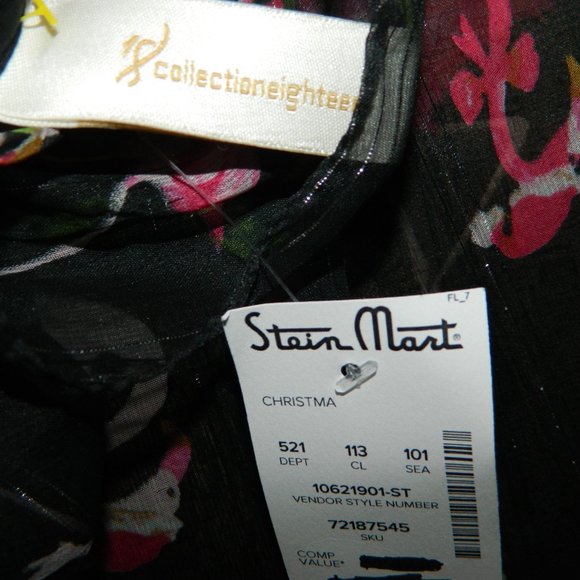 collectioneighteen
FL_7
Stein Mart
CHRISTMA
521 113 101
DEPT CL SEA
10621901-ST
VENDOR STYLE NUMBER
72187545
SKU
COMP
VALUE*